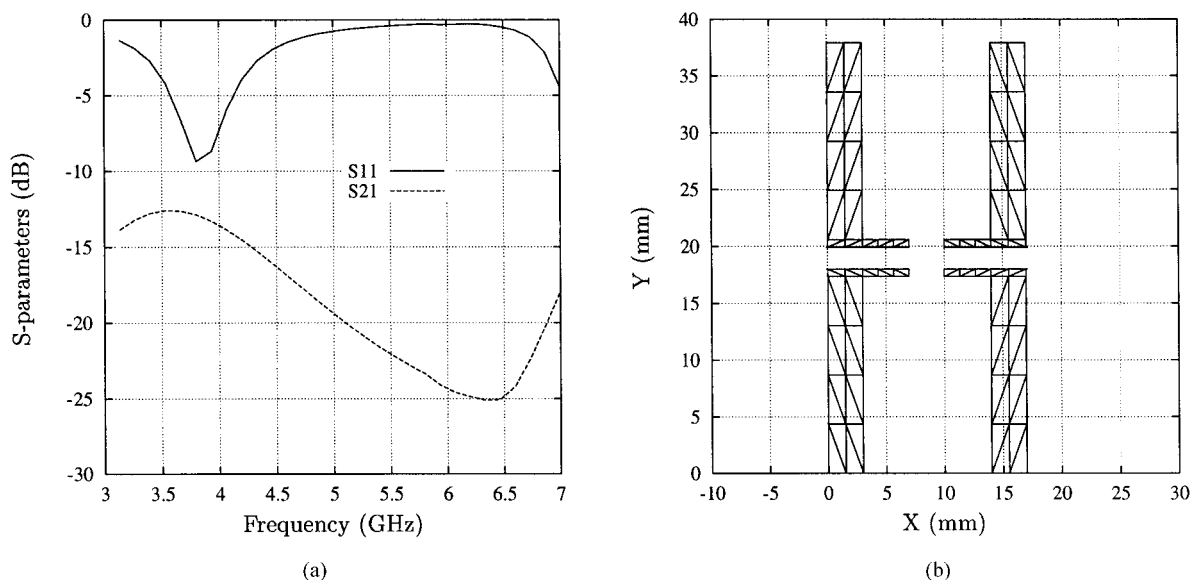 0
-5
-10
-15
-20
-25
-30
S-parameters (dB)
S11
S21
3 3.5 4 4.5 5 5.5 6 6.5 7
Frequency (GHz)
(a)
40
35
30
25
20
15
10
5
0
Y (mm)
-10 -5 0 5 10 15 20 25 30
X (mm)
(b)